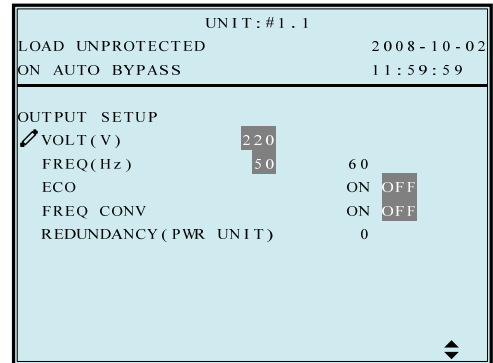 UNIT:#1.1
LOAD UNPROTECTED 2008-10-02
ON AUTO BYPASS 11:59:59
OUTPUT SETUP
VOLT(V) 220
FREQ(Hz) 50 60
ECO ON OFF
FREQ CONV ON OFF
REDUNDANCY(PWR UNIT) 0